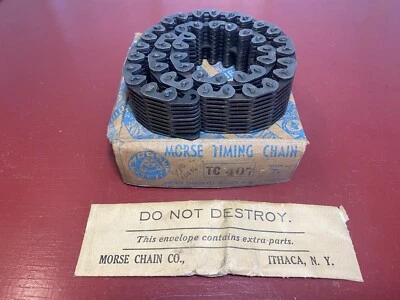 MORSE TIMING CHAIN
TC 407
DO NOT DESTROY.
This envelope contains extra parts.
MORSE CHAIN CO., ITHACA, N. Y.